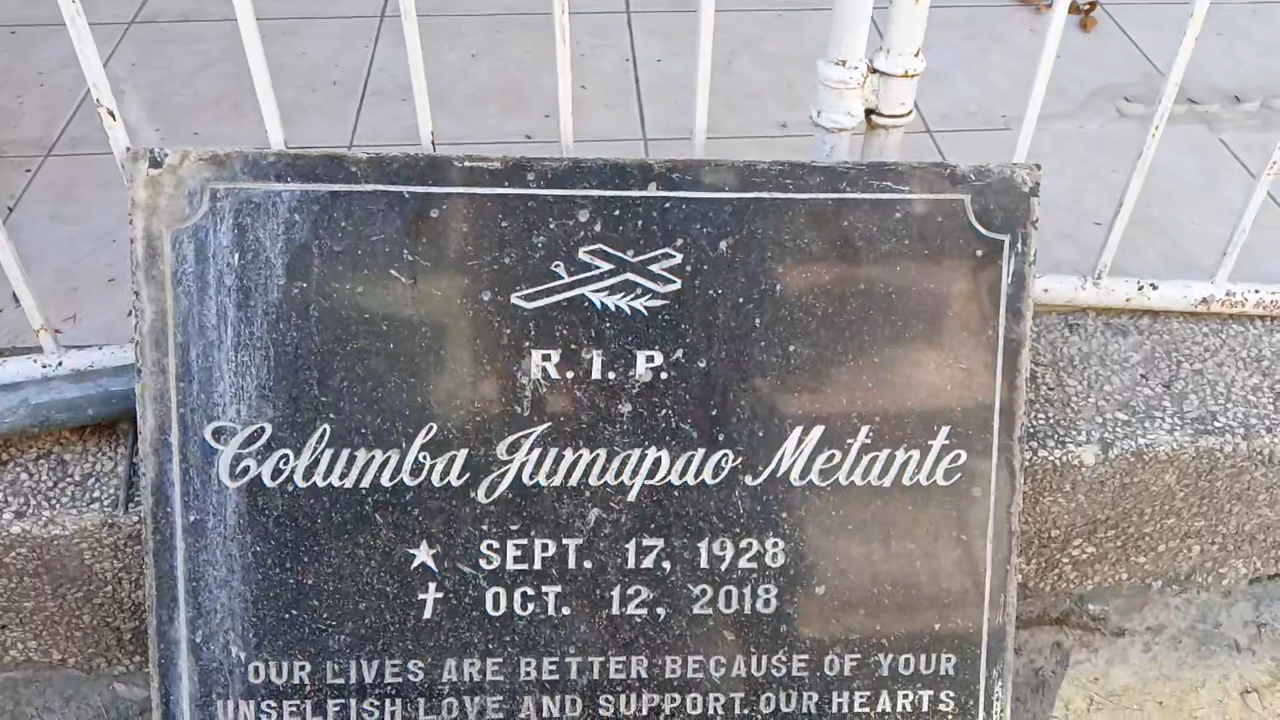 R. I. P.
Columba Jumapao Metante
★ SEPT. 17, 1928
✝ OCT. 12, 2018
OUR LIVES ARE BETTER BECAUSE OF YOUR
UNSELFISH LOVE AND SUPPORT. OUR HEARTS